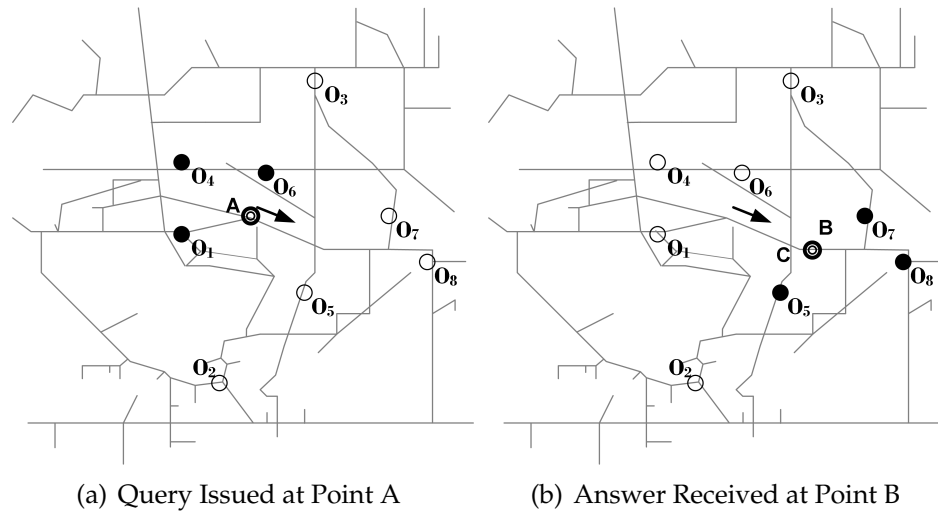 O3
O4
O6
A
O1
O7
O8
O5
O2
(a) Query Issued at Point A
O3
O4
O6
O7
B
O1
C
O8
O5
O2
(b) Answer Received at Point B